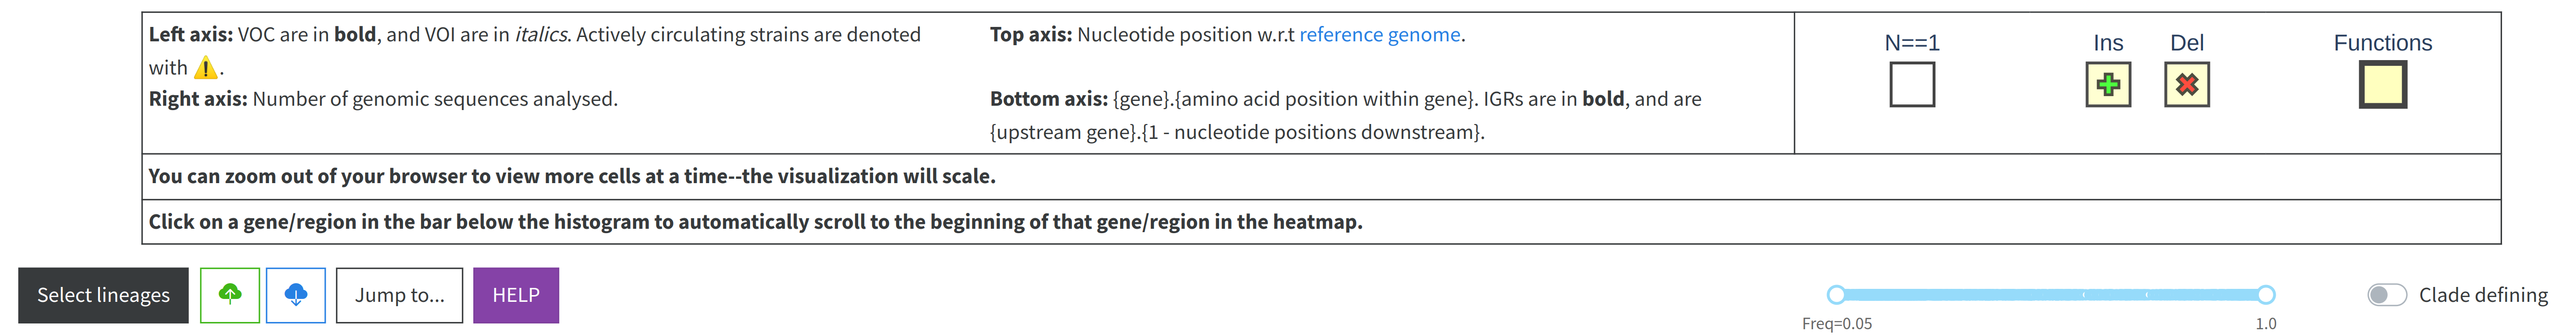 Left axis: VOC are in bold, and VOI are in italics. Actively circulating strains are denoted
with ⚠️.
Right axis: Number of genomic sequences analysed.
Top axis: Nucleotide position w.r.t reference genome.
Bottom axis: {gene}.{amino acid position within gene}. IGRs are in bold, and are
{upstream gene}.{1 - nucleotide positions downstream}.
N==1
Ins
Del
Functions
You can zoom out of your browser to view more cells at a time--the visualization will scale.
Click on a gene/region in the bar below the histogram to automatically scroll to the beginning of that gene/region in the heatmap.
Select lineages
Jump to...
HELP
Freq=0.05
1.0
Clade defining